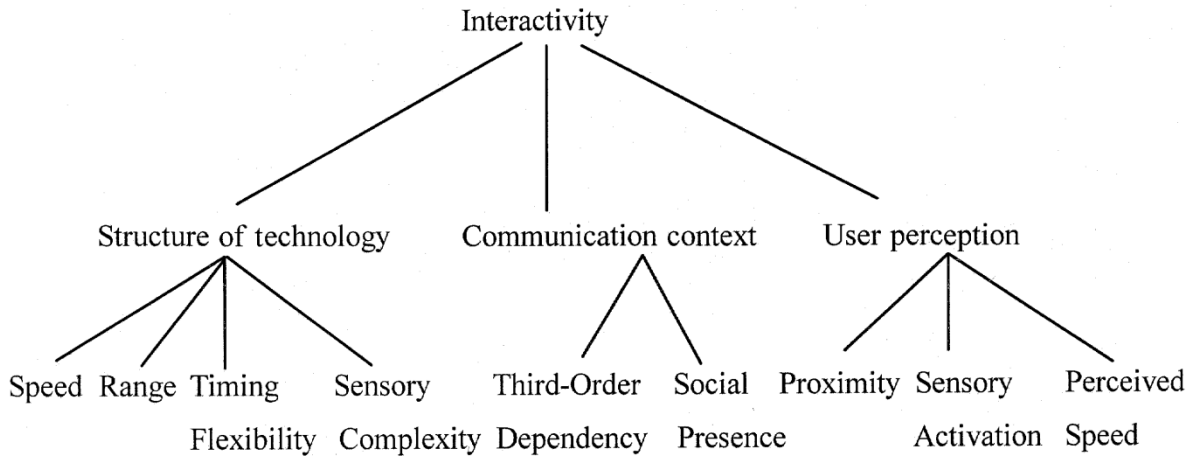 Interactivity
Structure of technology Communication context User perception
Speed Range Timing Sensory Third-Order Social Proximity Sensory Perceived
Flexibility Complexity Dependency Presence Activation Speed